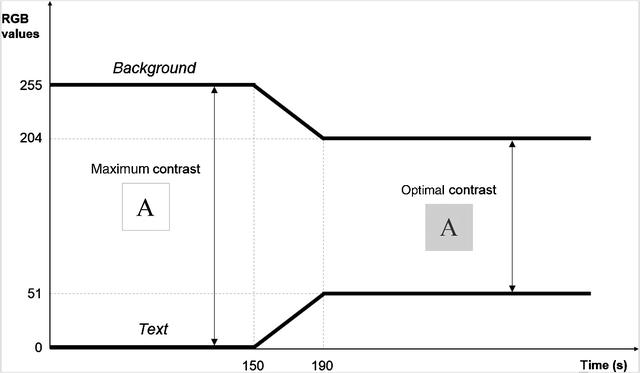 RGB
values
Background
255
204
Maximum contrast
A
Optimal contrast
A
51
Text
0
150
190
Time (s)